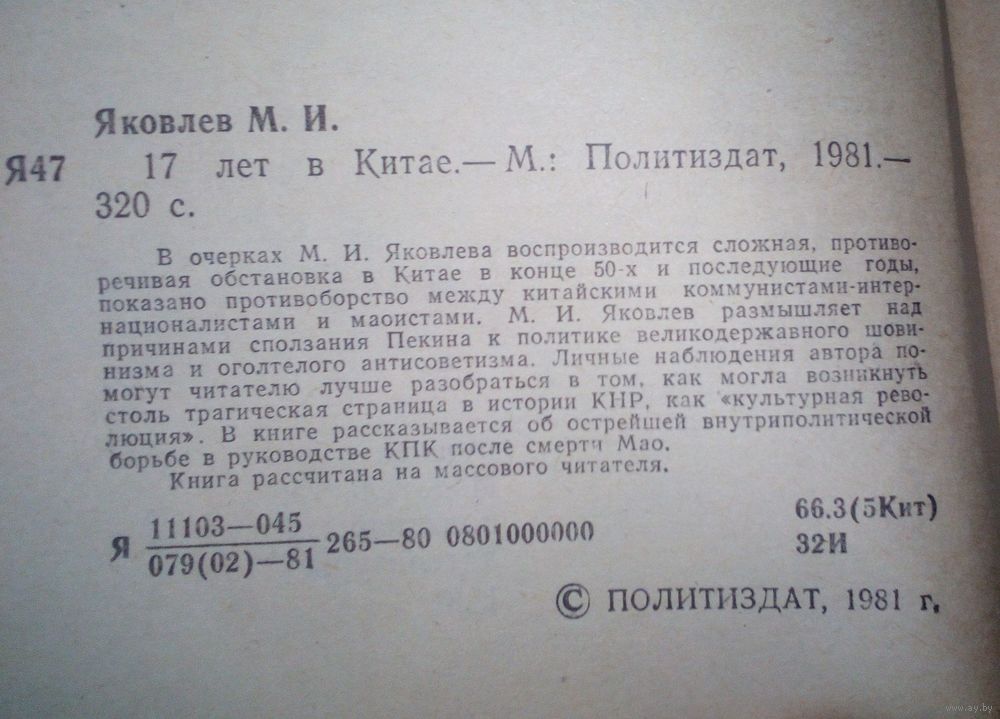 Яковлев М. И.
Я47 17 лет в Китае.— М.: Политиздат, 1981.—
320 с.
В очерках М. И. Яковлева воспроизводится сложная, противо-
речивая обстановка в Китае в конце 50-х и последующие годы,
показано противоборство между китайскими коммунистами-интер-
националистами и маоистами. М. И. Яковлев размышляет над
причинами сползания Пекина к политике великодержавного шови-
низма и оголтелого антисоветизма. Личные наблюдения автора по-
могут читателю лучше разобраться в том, как могла возникнуть
столь трагическая страница в истории КНР, как «культурная рево-
люция». В книге рассказывается об острейшей внутриполитической
борьбе в руководстве КПК после смерти Мао.
Книга рассчитана на массового читателя.
Я 11103—045
079(02)—81 265—80 0801000000
66.3(5Кит)
32И
© ПОЛИТИЗДАТ, 1981 г.
www.ay.by